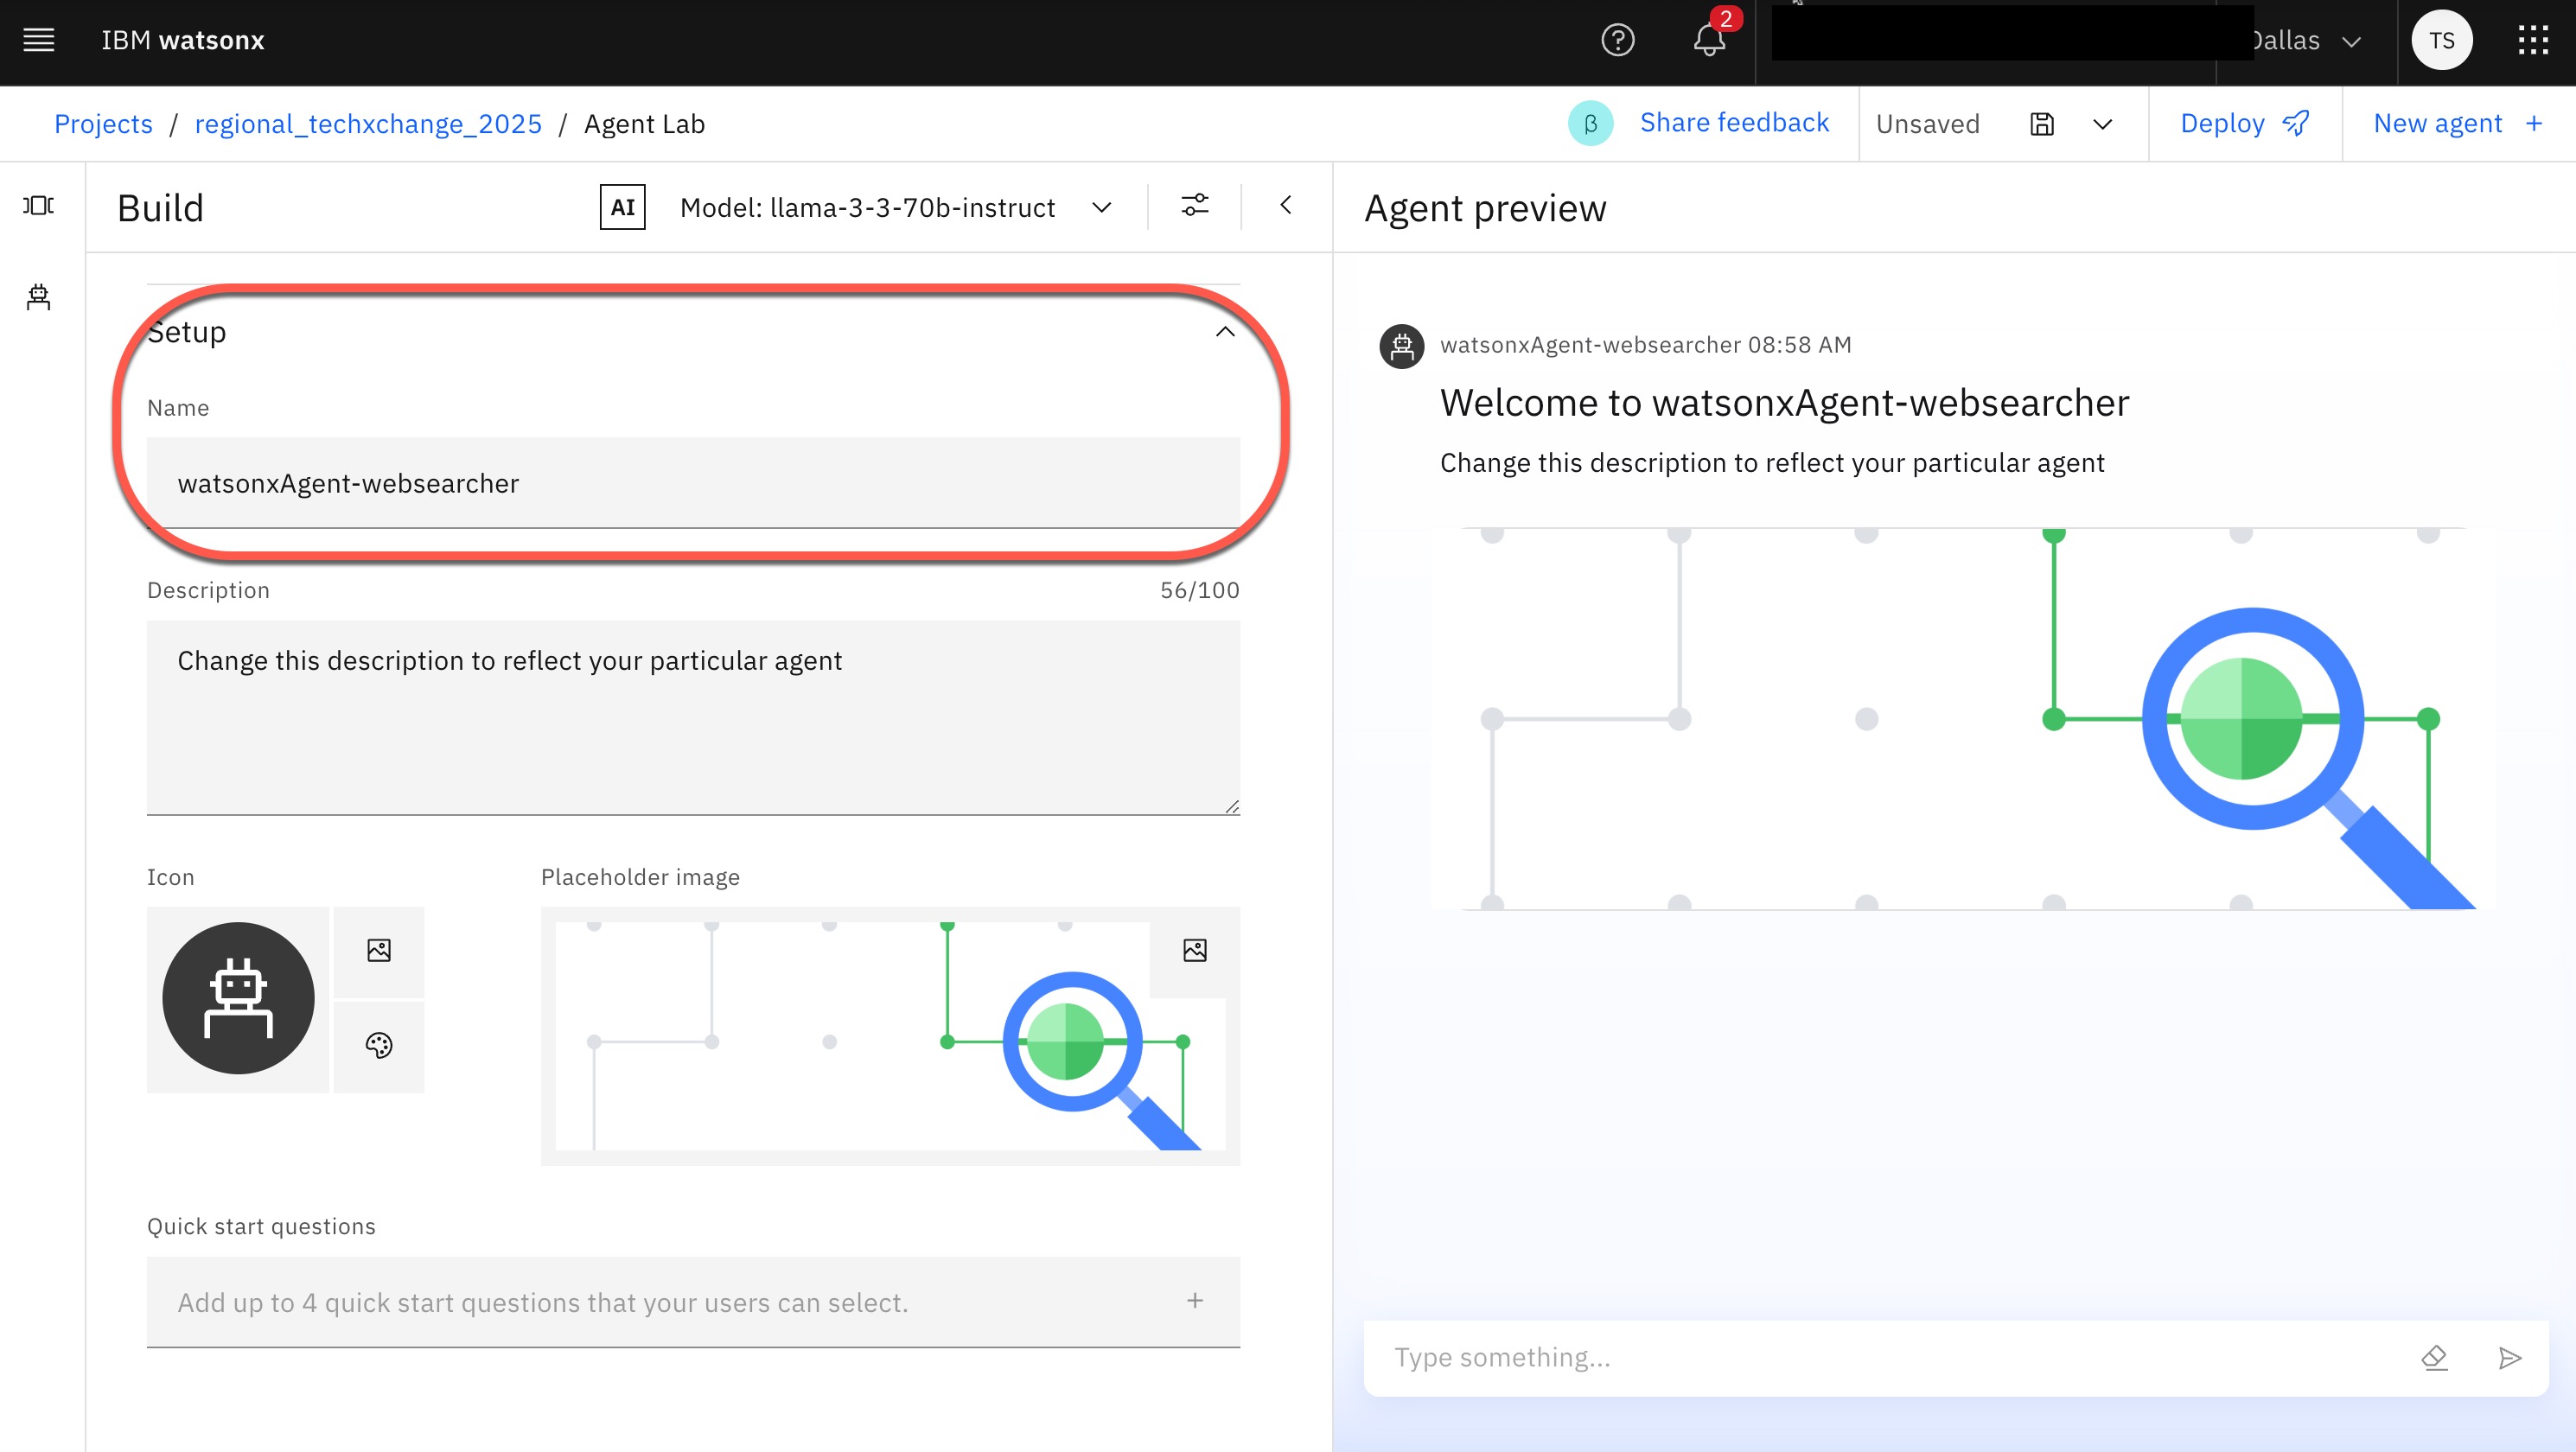 IBM watsonx
2
Dallas
TS
Projects / regional_techxchange_2025 / Agent Lab
β Share feedback
Unsaved
Deploy
New agent +
Build
AI Model: llama-3-3-70b-instruct
Agent preview
Setup
Name
watsonxAgent-websearcher
Description 56/100
Change this description to reflect your particular agent
Icon
Placeholder image
Quick start questions
Add up to 4 quick start questions that your users can select. +
watsonxAgent-websearcher 08:58 AM
Welcome to watsonxAgent-websearcher
Change this description to reflect your particular agent
Type something...